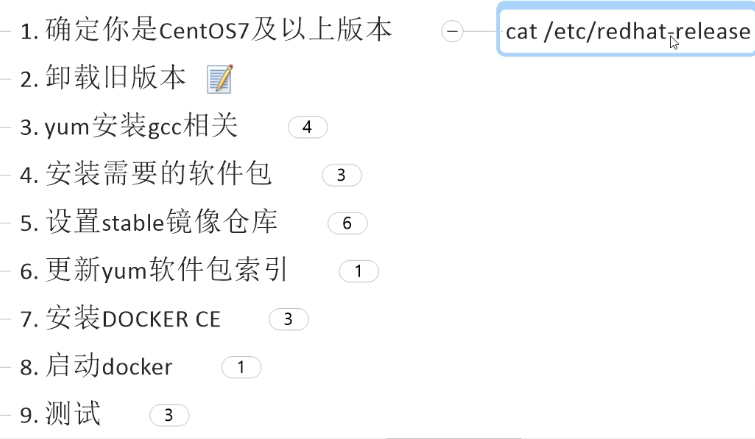 1. 确定你是CentOS7及以上版本 cat /etc/redhat-release
2. 卸载旧版本
3. yum安装gcc相关 4
4. 安装需要的软件包 3
5. 设置stable镜像仓库 6
6. 更新yum软件包索引 1
7. 安装DOCKER CE 3
8. 启动docker 1
9. 测试 3